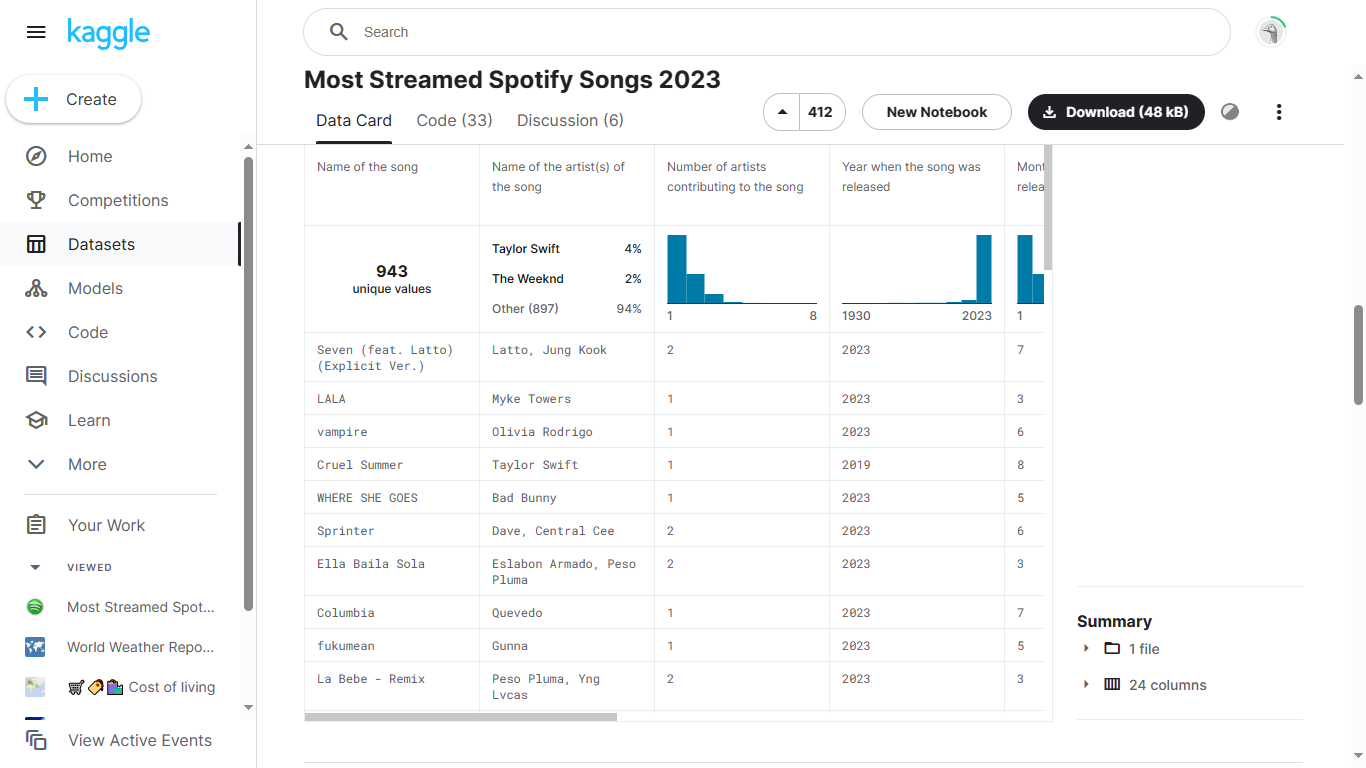 kaggle
Search
Create
Home
Competitions
Datasets
Models
Code
Discussions
Learn
More
Your Work
VIEWED
Most Streamed Spot...
World Weather Repo...
Cost of living
View Active Events
Most Streamed Spotify Songs 2023
Data Card
Code (33)
Discussion (6)
412
New Notebook
Download (48 kB)
Name of the song
Name of the artist(s) of
the song
Number of artists
contributing to the song
Year when the song was
released
943
unique values
Taylor Swift 4%
The Weeknd 2%
Other (897) 94%
1 8
1930 2023
1
Seven (feat. Latto)
(Explicit Ver.)
Latto, Jung Kook
2
2023
7
LALA
Myke Towers
1
2023
3
vampire
Olivia Rodrigo
1
2023
6
Cruel Summer
Taylor Swift
1
2019
8
WHERE SHE GOES
Bad Bunny
1
2023
5
Sprinter
Dave, Central Cee
2
2023
6
Ella Baila Sola
Eslabon Armado, Peso
Pluma
2
2023
3
Columbia
Quevedo
1
2023
7
fukumean
Gunna
1
2023
5
La Bebe - Remix
Peso Pluma, Yng
Lvcas
2
2023
3
Summary
1 file
24 columns